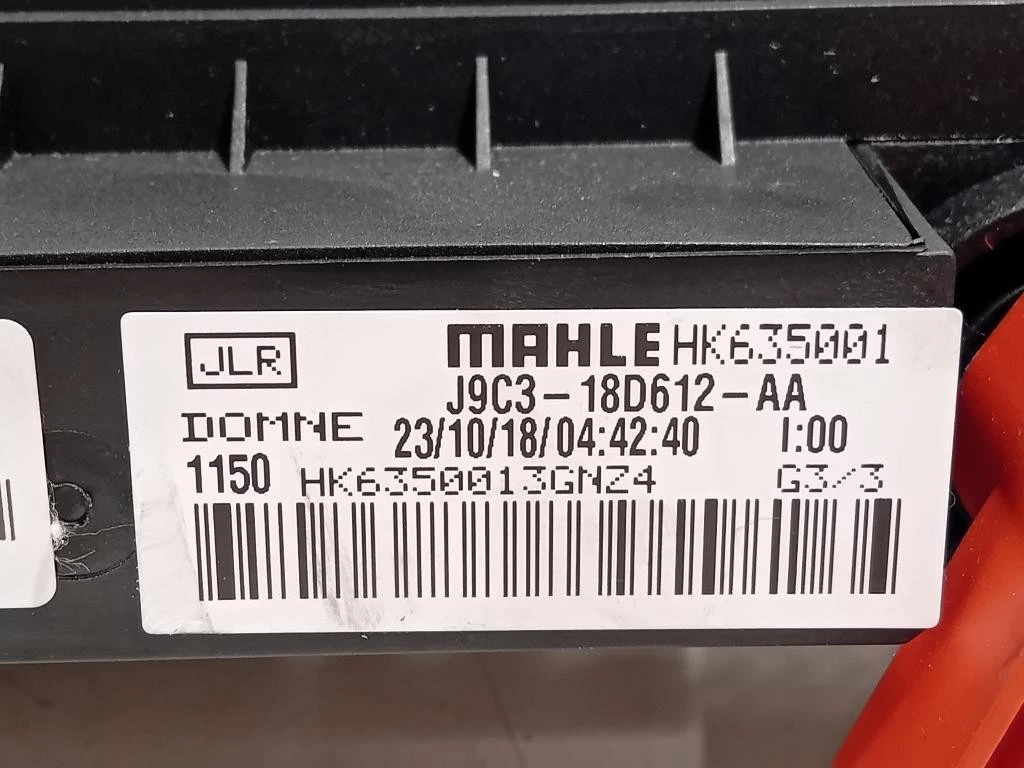 JLR MAHLE HK635001
J9C3-18D612-AA
DOMNE 23/10/18/04:42:40 I:00
1150 HK6350013GNZ4 G3/3